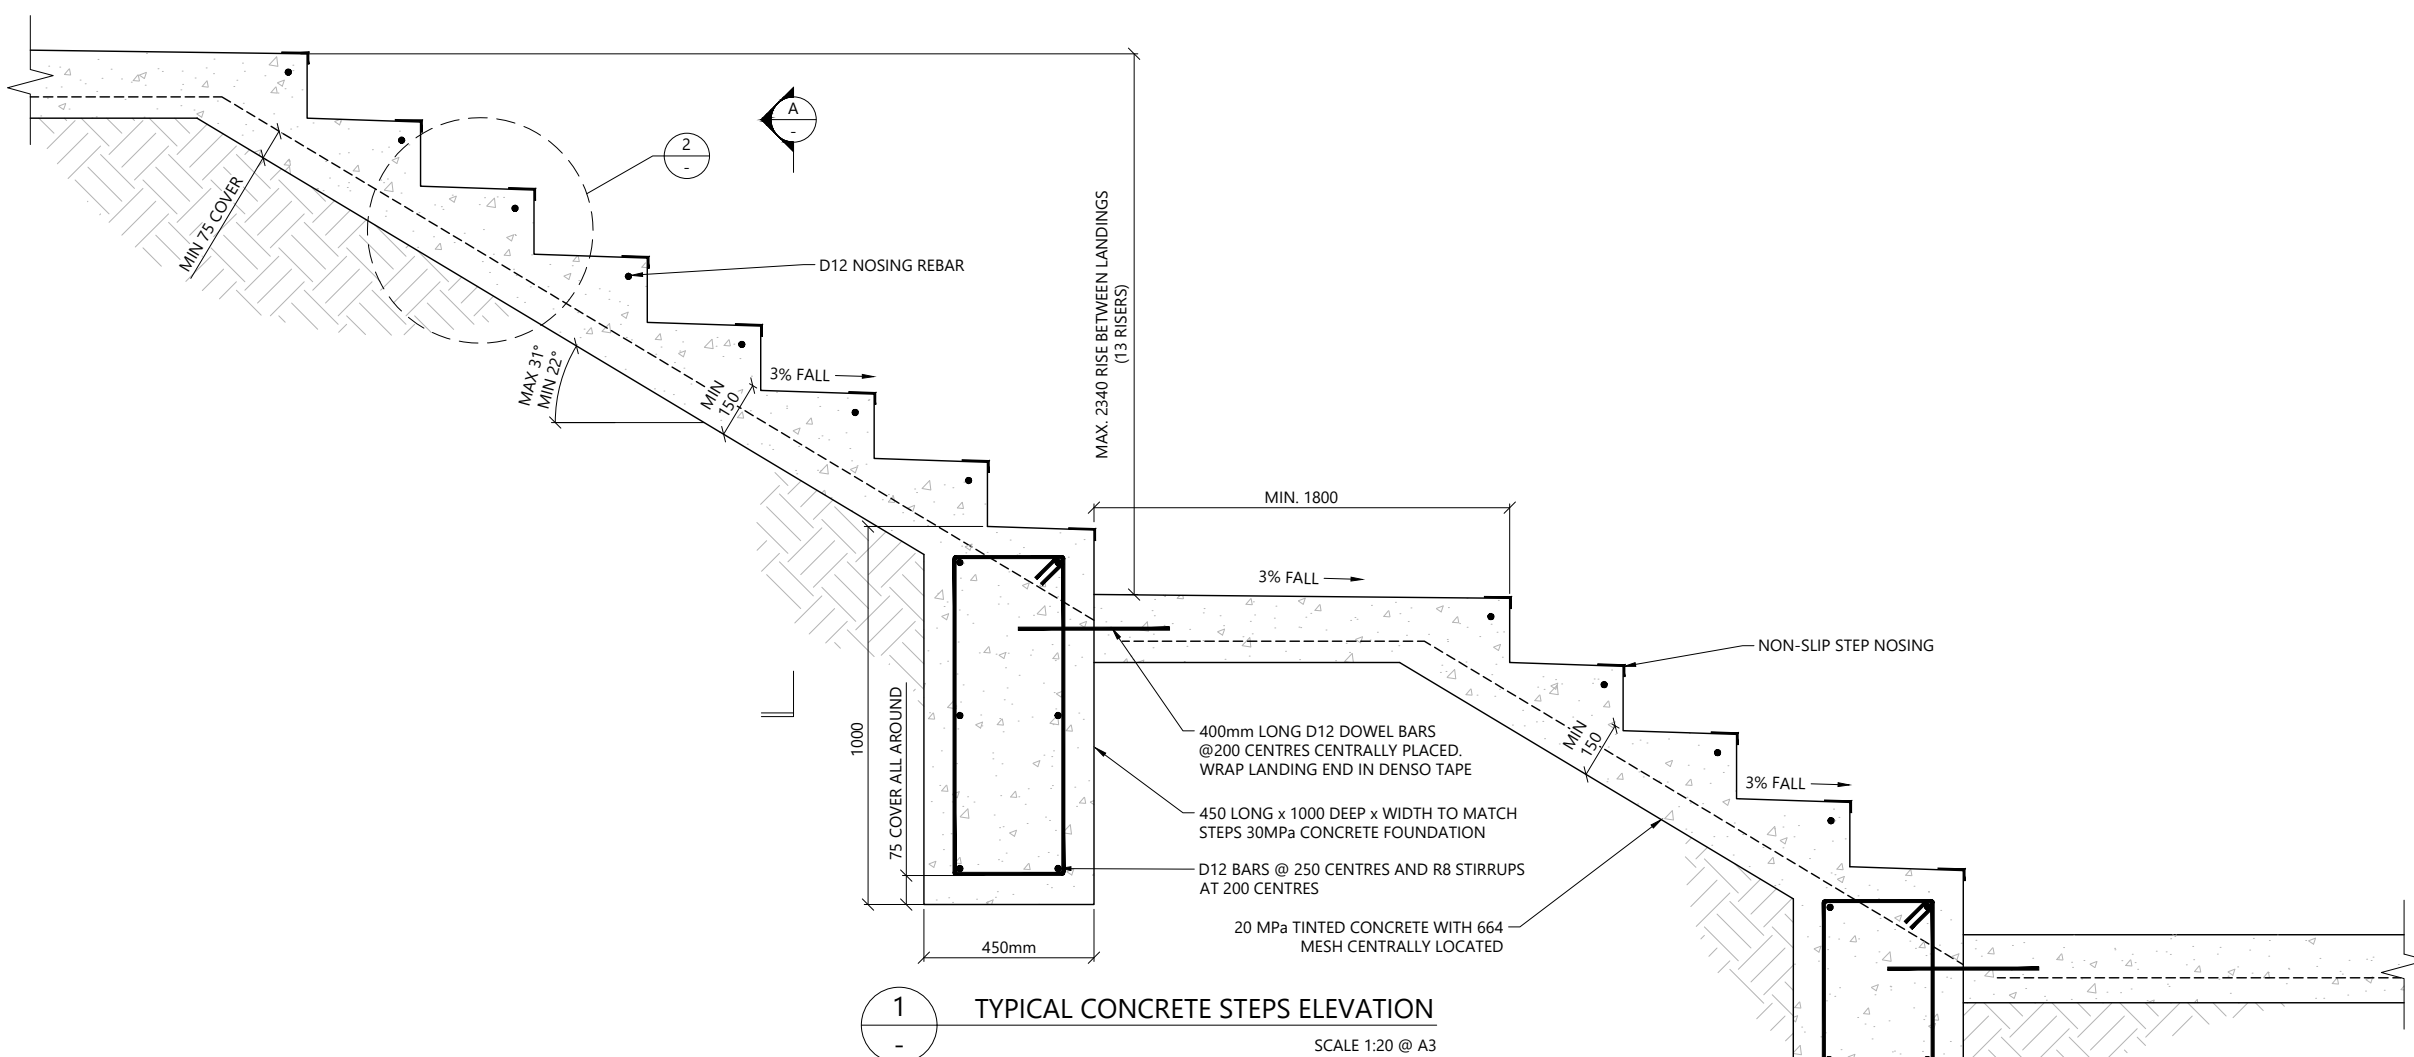 A
-
2
-
MIN 75 COVER
D12 NOSING REBAR
MAX. 2340 RISE BETWEEN LANDINGS
(13 RISERS)
MAX 31°
MIN 22°
3% FALL
MIN
150
MIN. 1800
3% FALL
NON-SLIP STEP NOSING
1000
75 COVER ALL AROUND
400mm LONG D12 DOWEL BARS
@200 CENTRES CENTRALLY PLACED.
WRAP LANDING END IN DENSO TAPE
MIN
150
3% FALL
450 LONG x 1000 DEEP x WIDTH TO MATCH
STEPS 30MPa CONCRETE FOUNDATION
D12 BARS @ 250 CENTRES AND R8 STIRRUPS
AT 200 CENTRES
20 MPa TINTED CONCRETE WITH 664
MESH CENTRALLY LOCATED
450mm
1
-
TYPICAL CONCRETE STEPS ELEVATION
SCALE 1:20 @ A3